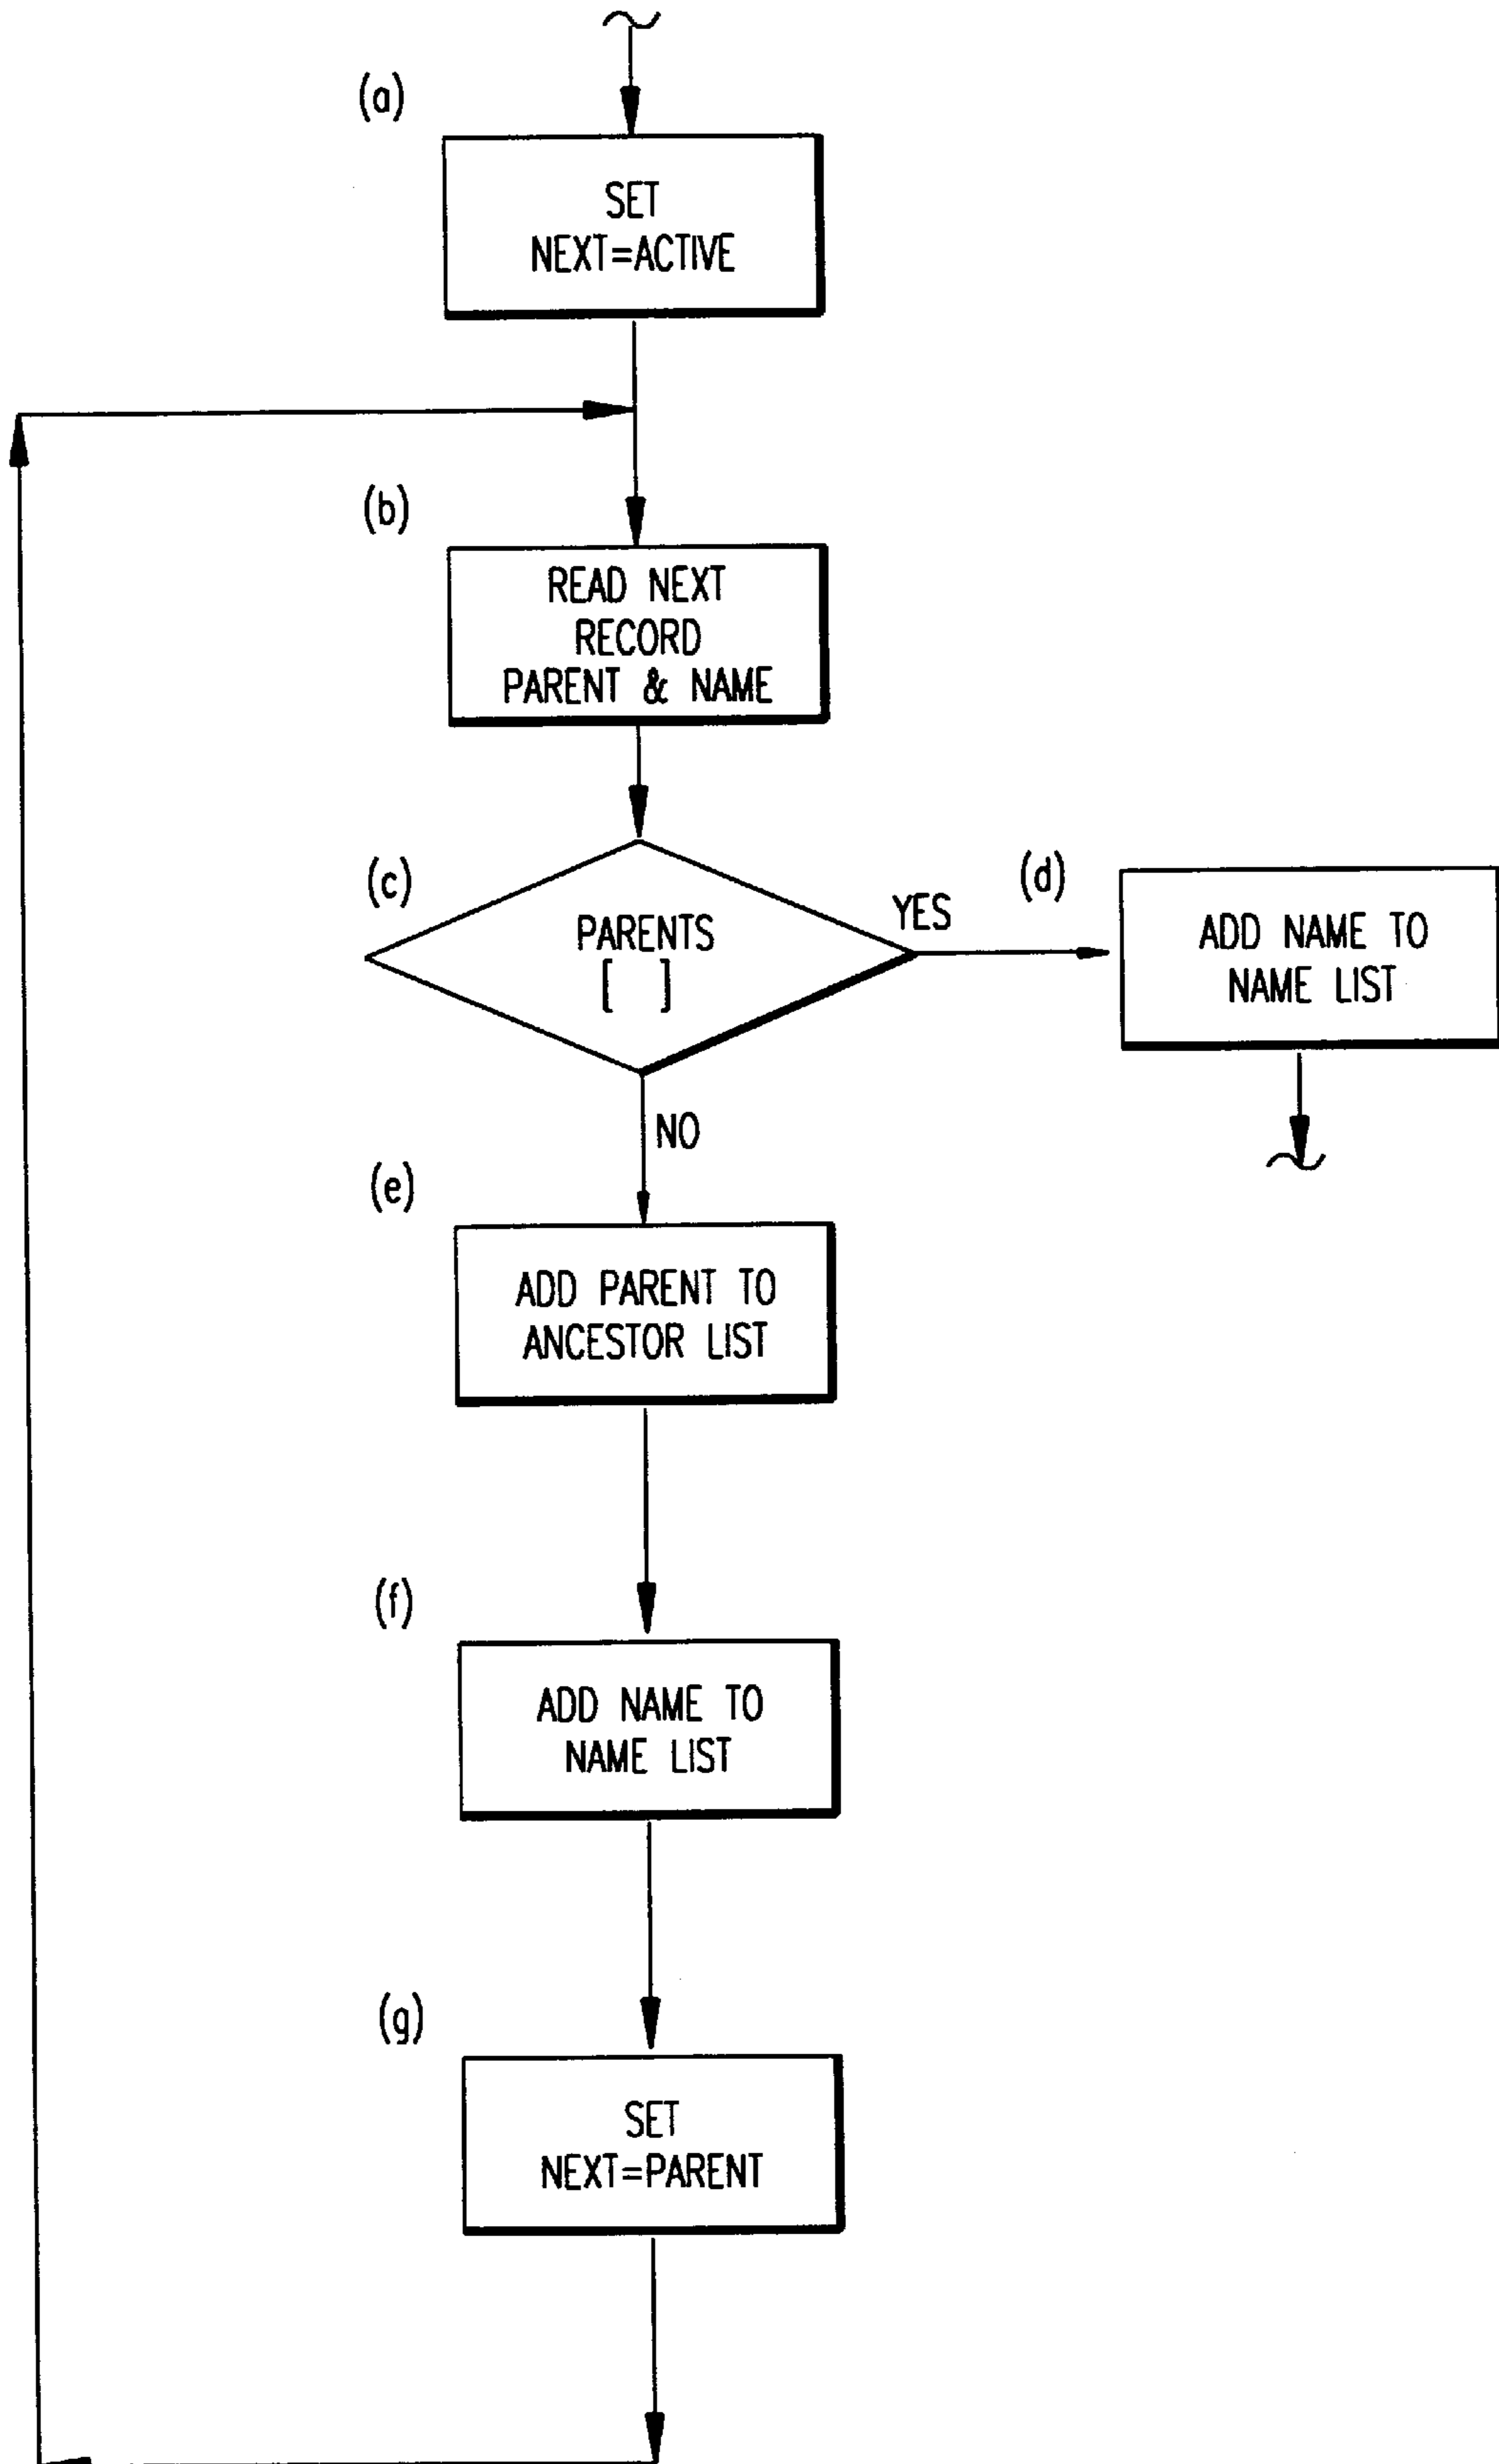 (a)
SET
NEXT=ACTIVE
(b)
READ NEXT
RECORD
PARENT & NAME
(c)
PARENTS
[ ]
YES
(d)
ADD NAME TO
NAME LIST
NO
(e)
ADD PARENT TO
ANCESTOR LIST
(f)
ADD NAME TO
NAME LIST
(g)
SET
NEXT=PARENT